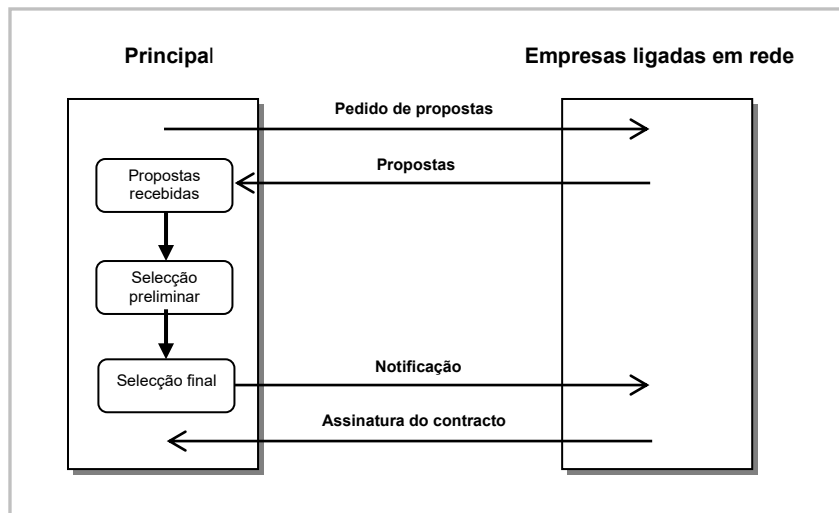 Principal
Empresas ligadas em rede
Pedido de propostas
Propostas
Propostas
recebidas
Selecção
preliminar
Selecção final
Notificação
Assinatura do contracto